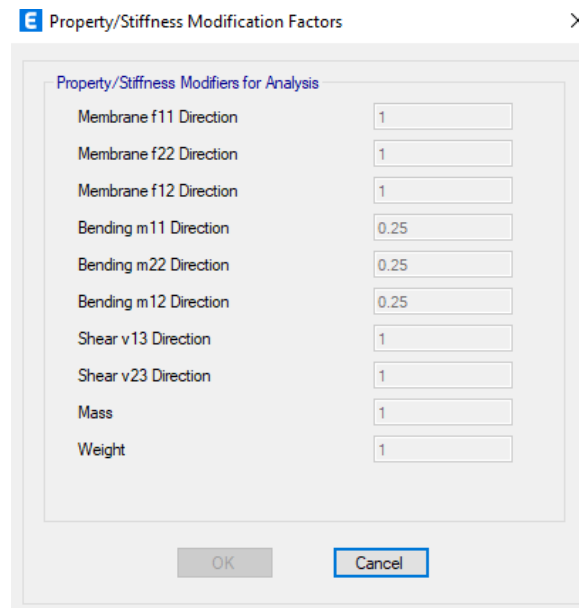 E Property/Stiffness Modification Factors
Property/Stiffness Modifiers for Analysis
Membrane f11 Direction 1
Membrane f22 Direction 1
Membrane f12 Direction 1
Bending m11 Direction 0.25
Bending m22 Direction 0.25
Bending m12 Direction 0.25
Shear v13 Direction 1
Shear v23 Direction 1
Mass 1
Weight 1
OK Cancel